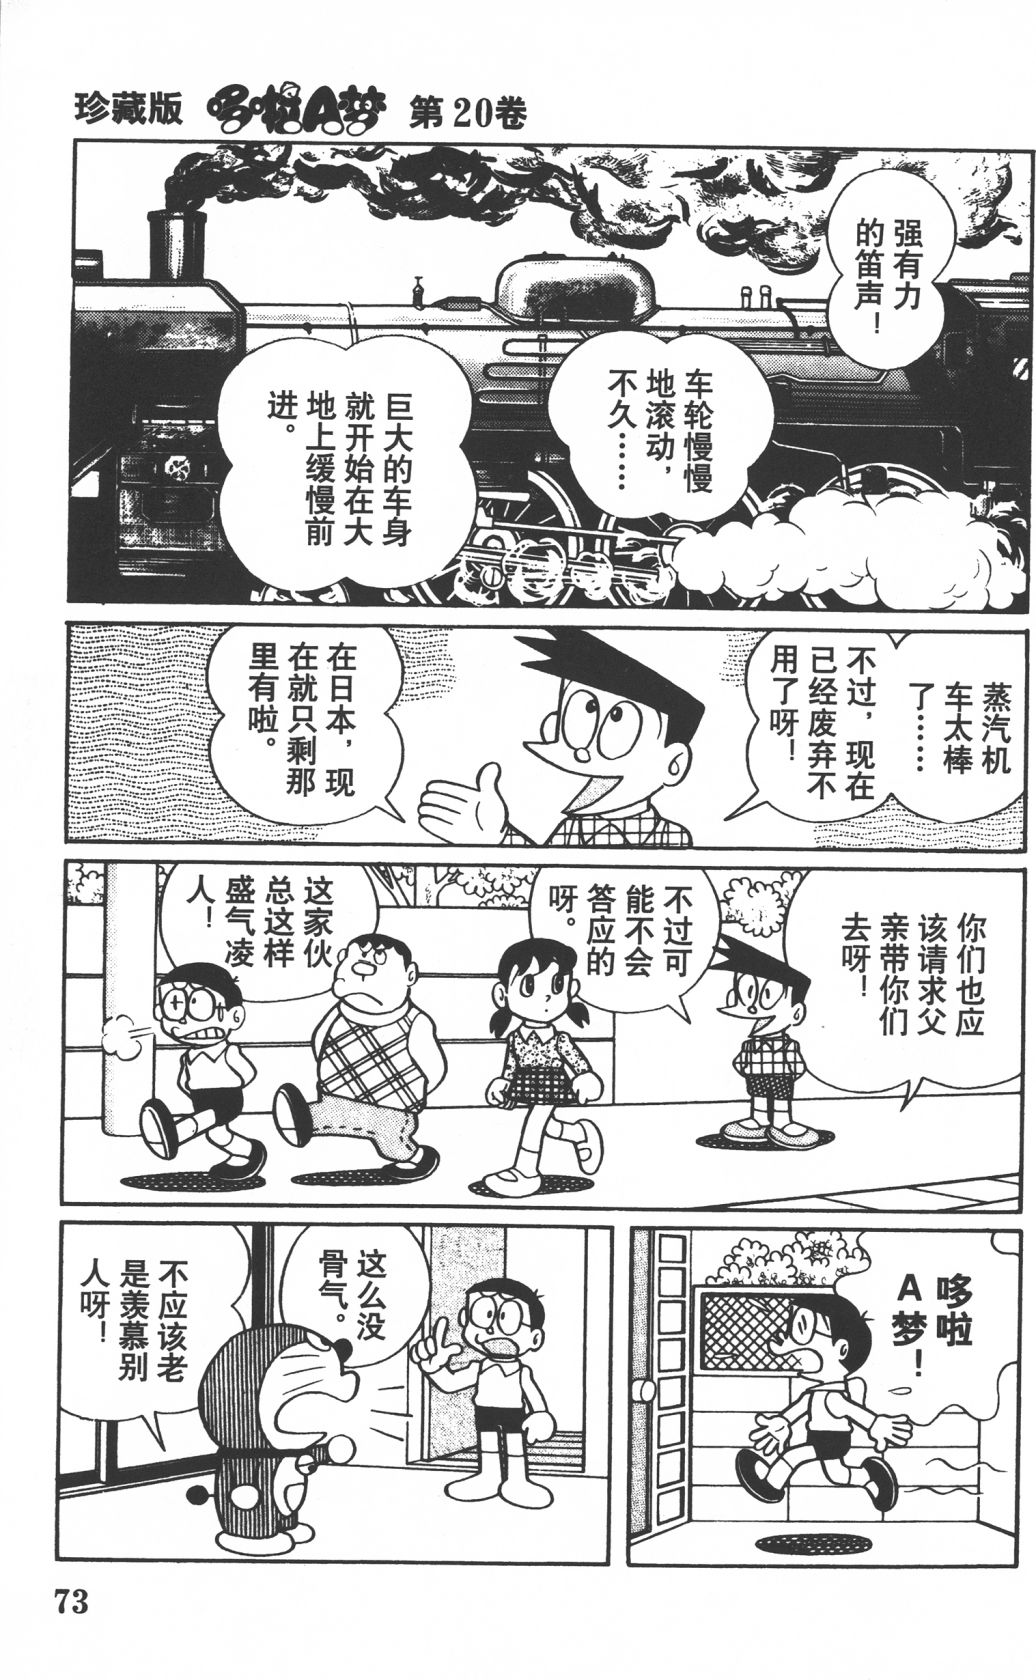 珍藏版 哆啦A梦 第20卷
强有力
的笛声！
车轮慢慢
地滚动，
不久……
巨大的车身
就开始在大
地上缓慢前
进。
蒸汽机
车太棒
了……
不过，现在
已经废弃不
用了呀！
在日本，现
在就只剩那
里有啦。
你们也应
该请求父
亲带你们
去呀！
不过可
能不会
答应的
呀。
这家伙
总这样
盛气凌
人！
哆啦
A梦！
这么没
骨气。
不应该老
是羡慕别
人呀！
73